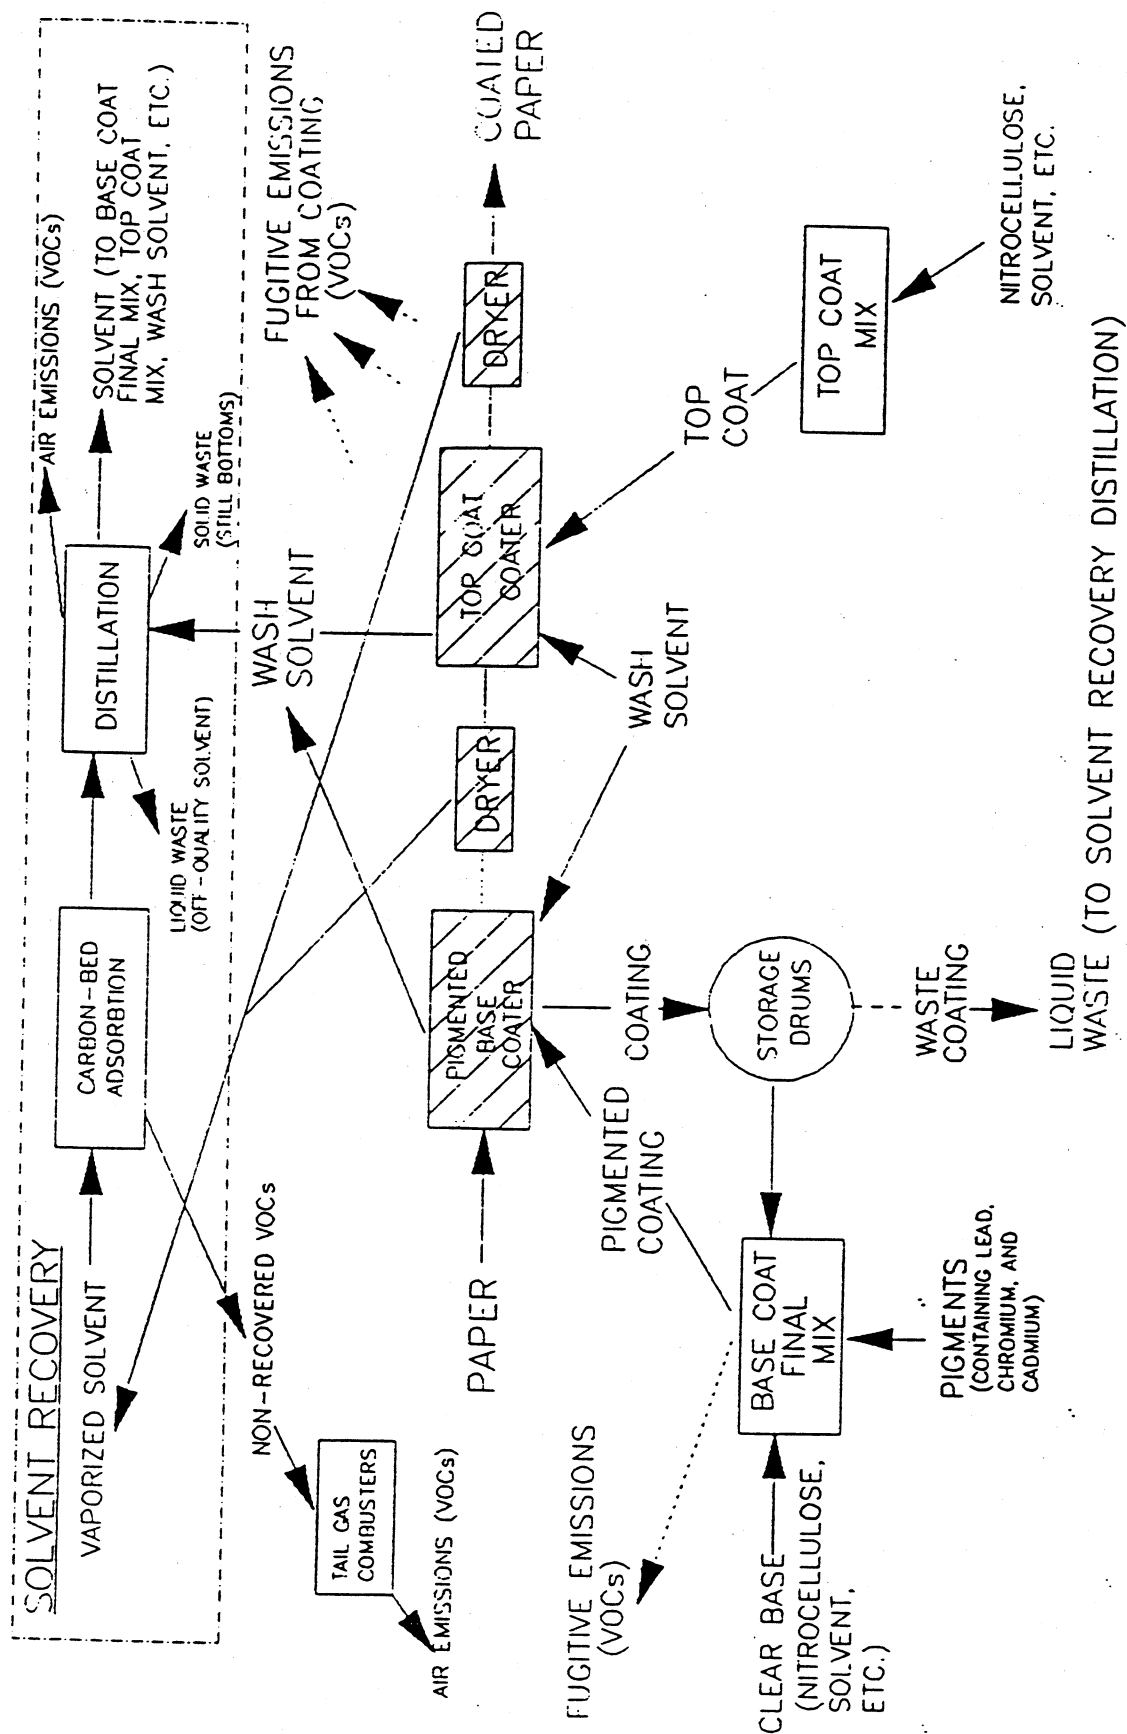 SOLVENT RECOVERY
VAPORIZED SOLVENT
CARBON-BED
ADSORBTION
DISTILLATION
AIR EMISSIONS (VOCs)
SOLVENT (TO BASE COAT
FINAL MIX, TOP COAT
MIX, WASH SOLVENT, ETC.)
LIQUID WASTE
(OFF-QUALITY SOLVENT)
SOLID WASTE
(STILL BOTTOMS)
NON-RECOVERED VOCs
TAIL GAS
COMBUSTERS
AIR EMISSIONS (VOCs)
WASH
SOLVENT
FUGITIVE EMISSIONS
FROM COATING
(VOCs)
PAPER
PIGMENTED
BASE
COATER
DRYER
TOP COAT
COATER
DRYER
COATED
PAPER
FUGITIVE EMISSIONS
(VOCs)
PIGMENTED
COATING
COATING
WASH
SOLVENT
TOP
COAT
CLEAR BASE
(NITROCELLULOSE,
SOLVENT,
ETC.)
BASE COAT
FINAL
MIX
STORAGE
DRUMS
TOP COAT
MIX
PIGMENTS
(CONTAINING LEAD,
CHROMIUM, AND
CADMIUM)
WASTE
COATING
NITROCELLULOSE,
SOLVENT, ETC.
LIQUID
WASTE (TO SOLVENT RECOVERY DISTILLATION)